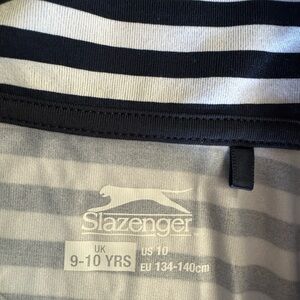 Slazenger
UK
9-10 YRS
US 10
EU 134-140cm